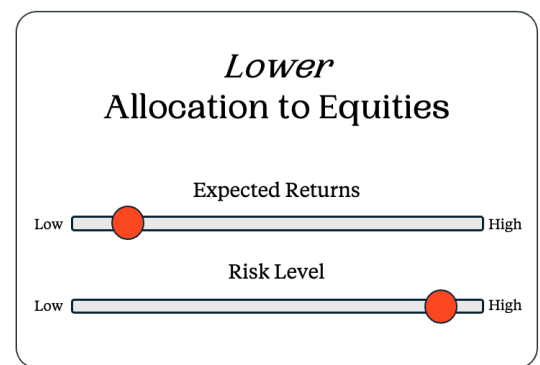 Lower
Allocation to Equities
Expected Returns
Low High
Risk Level
Low High